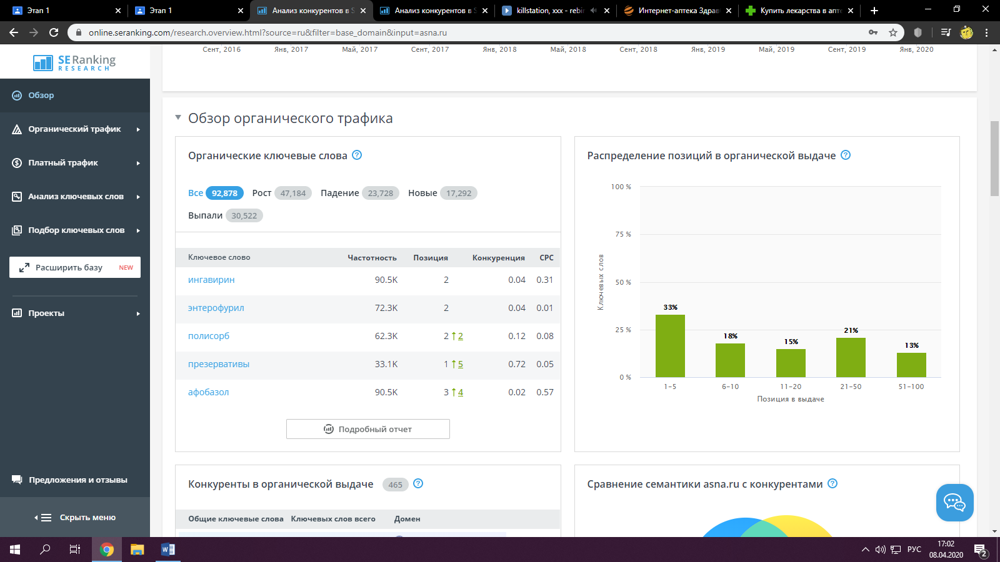 Этап 1
Этап 1
Анализ конкурентов в S
Анализ конкурентов в S
killstation, xxx - rebi
Интернет-аптека Здрав
Купить лекарства в апте
online.seranking.com/research.overview.html?source=ru&filter=base_domain&input=asna.ru
SE Ranking
RESEARCH
Обзор
Органический трафик
Платный трафик
Анализ ключевых слов
Подбор ключевых слов
Расширить базу NEW
Проекты
Предложения и отзывы
Скрыть меню
Сент, 2016 Янв, 2017 Май, 2017 Сент, 2017 Янв, 2018 Май, 2018 Сент, 2018 Янв, 2019 Май, 2019 Сент, 2019 Янв, 2020
Обзор органического трафика
Органические ключевые слова ?
Все 92,878 Рост 47,184 Падение 23,728 Новые 17,292
Выпали 30,522
Ключевое слово Частотность Позиция Конкуренция CPC
ингавирин 90.5K 2 0.04 0.31
энтерофурил 72.3K 2 0.04 0.01
полисорб 62.3K 2 ↑2 0.12 0.08
презервативы 33.1K 1 ↑5 0.72 0.05
афобазол 90.5K 3 ↑4 0.02 0.57
Подробный отчет
Распределение позиций в органической выдаче ?
100 %
75 %
50 %
25 %
0 %
Ключевых слов
33%
18%
15%
21%
13%
1-5 6-10 11-20 21-50 51-100
Позиция в выдаче
Конкуренты в органической выдаче 465 ?
Общие ключевые слова Ключевых слов всего Домен
Сравнение семантики asna.ru с конкурентами ?
РУС
17:02
08.04.2020
2